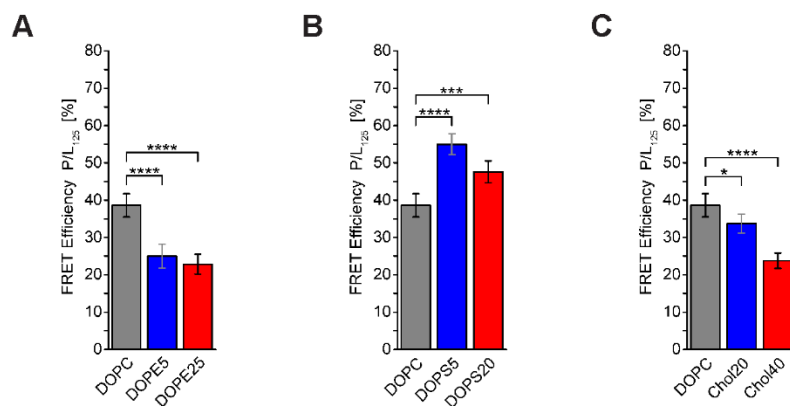 A
FRET Efficiency P/L125 [%]
80
70
60
50
40
30
20
10
0
****
****
DOPC
DOPE5
DOPE25
B
FRET Efficiency P/L125 [%]
80
70
60
50
40
30
20
10
0
***
****
DOPC
DOPS5
DOPS20
C
FRET Efficiency P/L125 [%]
80
70
60
50
40
30
20
10
0
****
*
DOPC
Chol20
Chol40